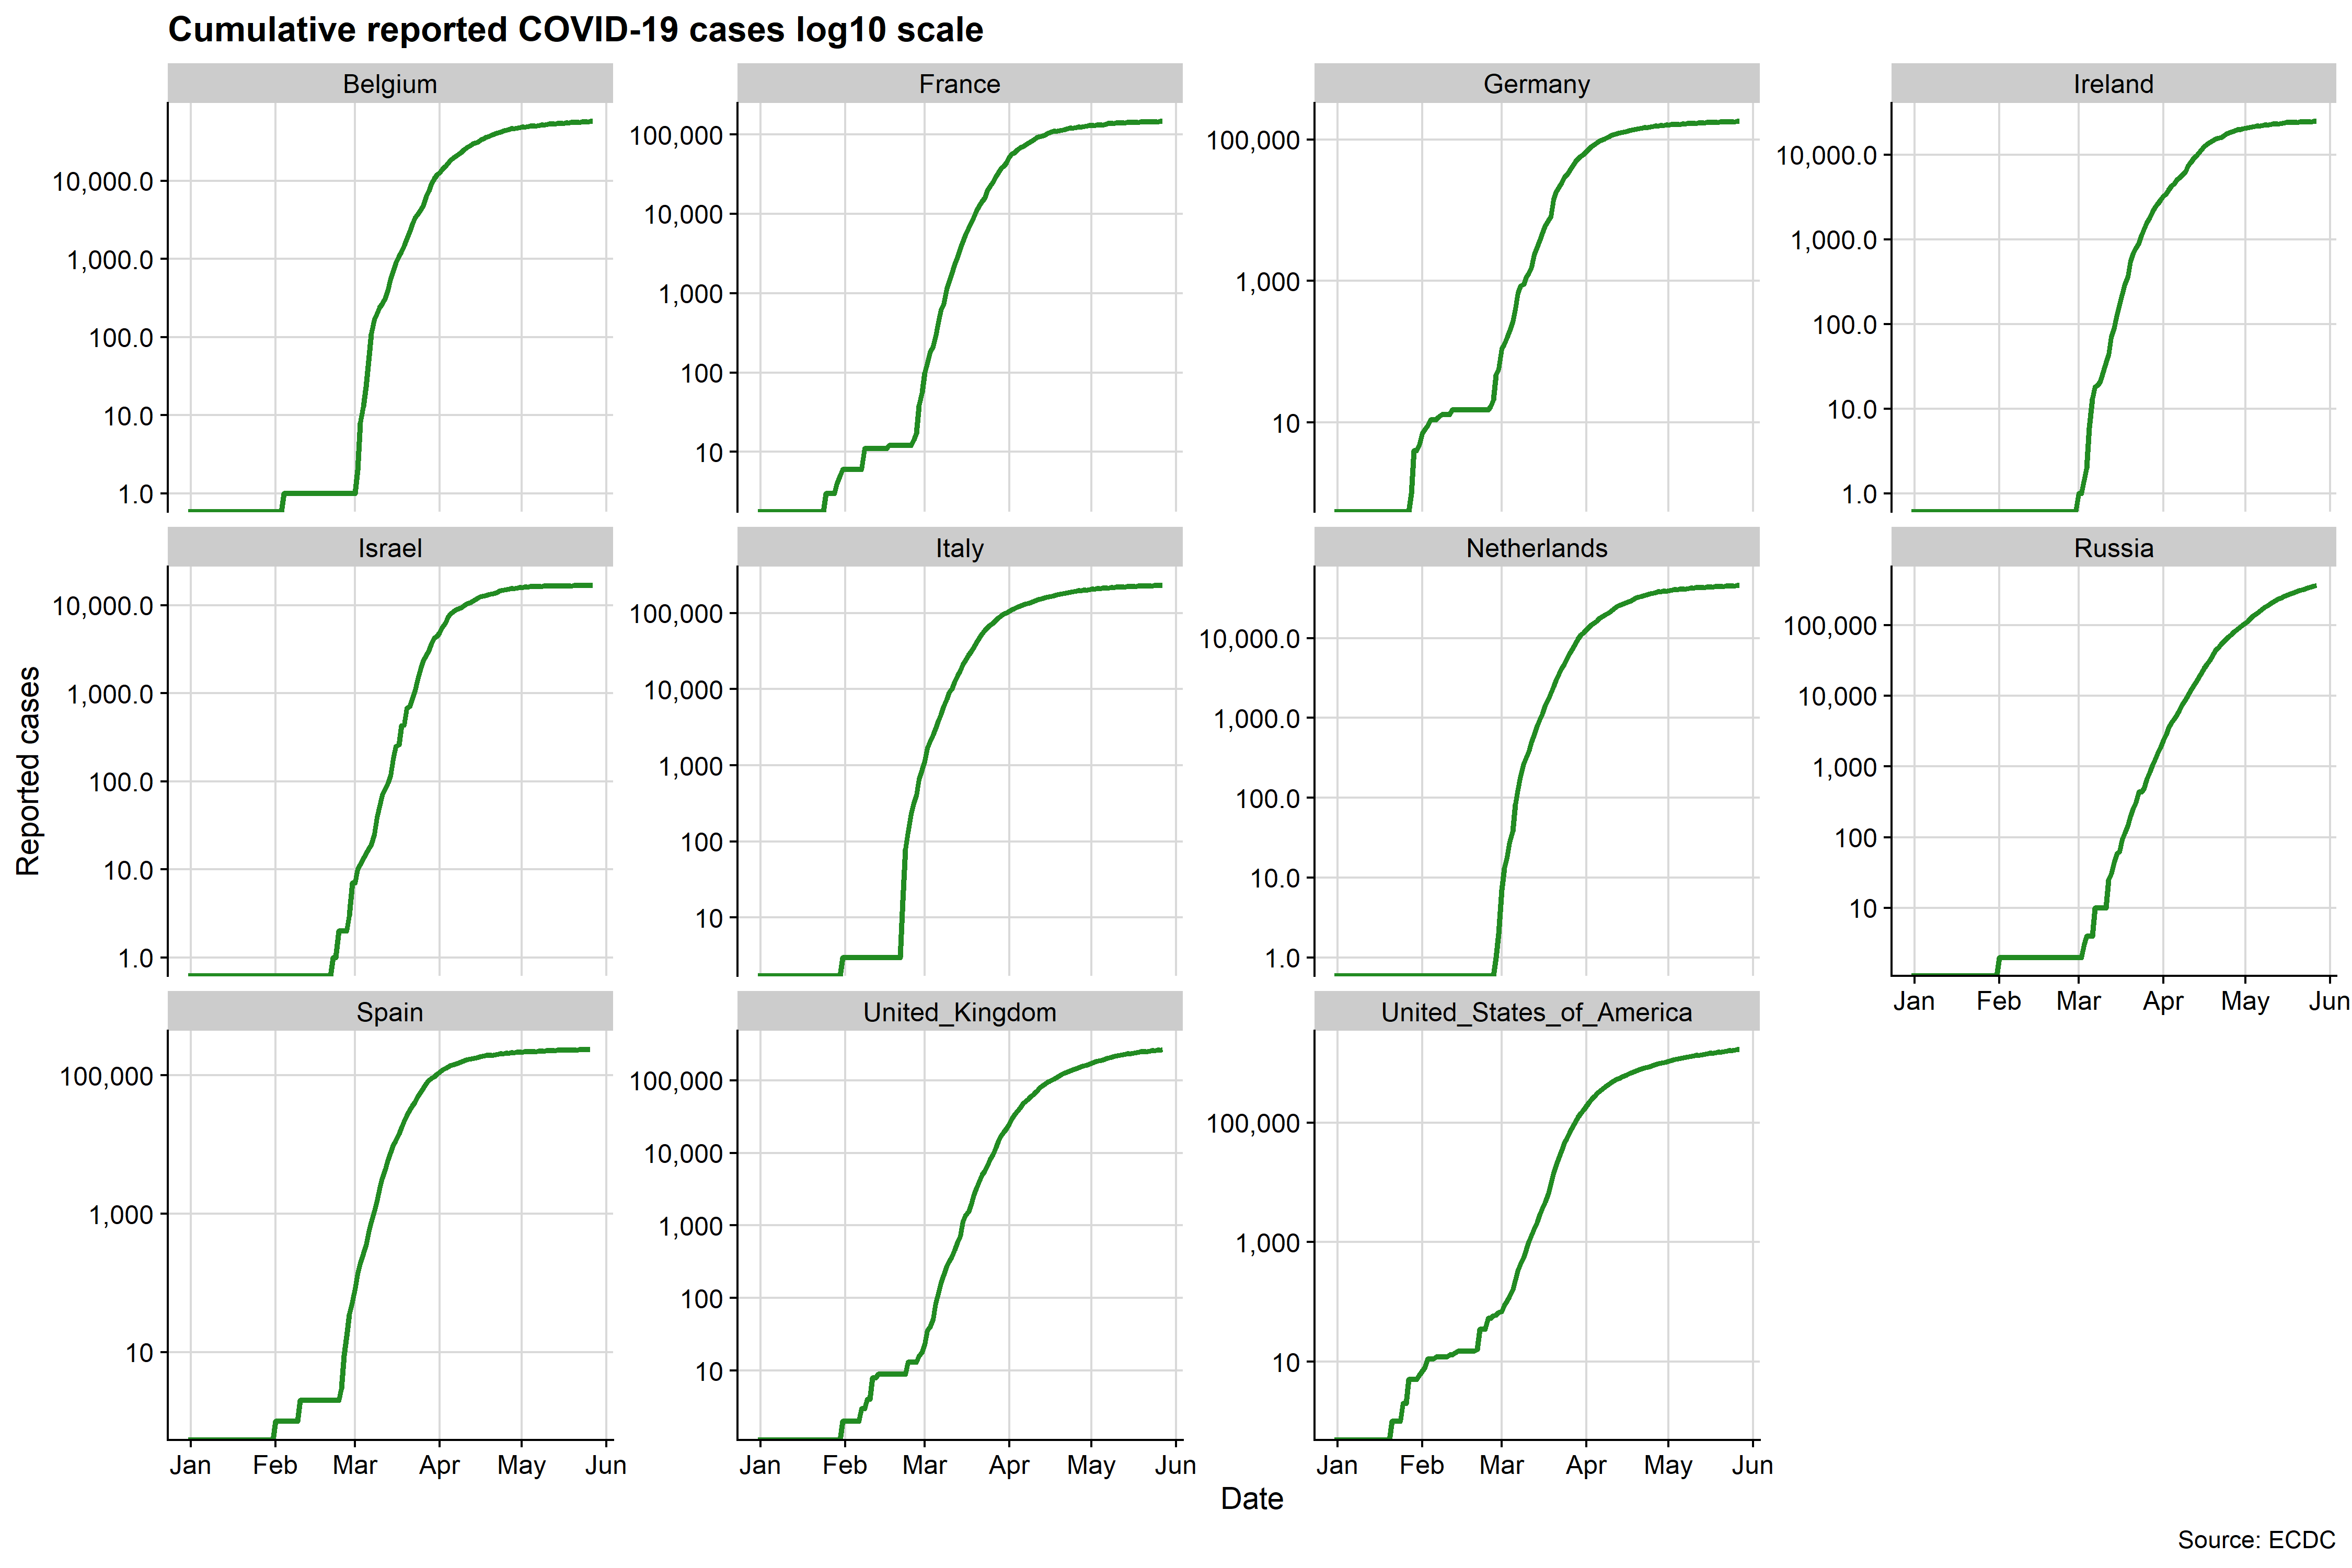 Cumulative reported COVID-19 cases log10 scale
Belgium
France
Germany
Ireland
10,000.0
1,000.0
100.0
10.0
1.0
100,000
10,000
1,000
100
10
100,000
1,000
10
10,000.0
1,000.0
100.0
10.0
1.0
Israel
Italy
Netherlands
Russia
10,000.0
1,000.0
100.0
10.0
1.0
100,000
10,000
1,000
100
10
10,000.0
1,000.0
100.0
10.0
1.0
100,000
10,000
1,000
100
10
Jan Feb Mar Apr May Jun
Reported cases
Spain
United_Kingdom
United_States_of_America
100,000
1,000
10
100,000
10,000
1,000
100
10
100,000
1,000
10
Jan Feb Mar Apr May Jun
Jan Feb Mar Apr May Jun
Jan Feb Mar Apr May Jun
Date
Source: ECDC